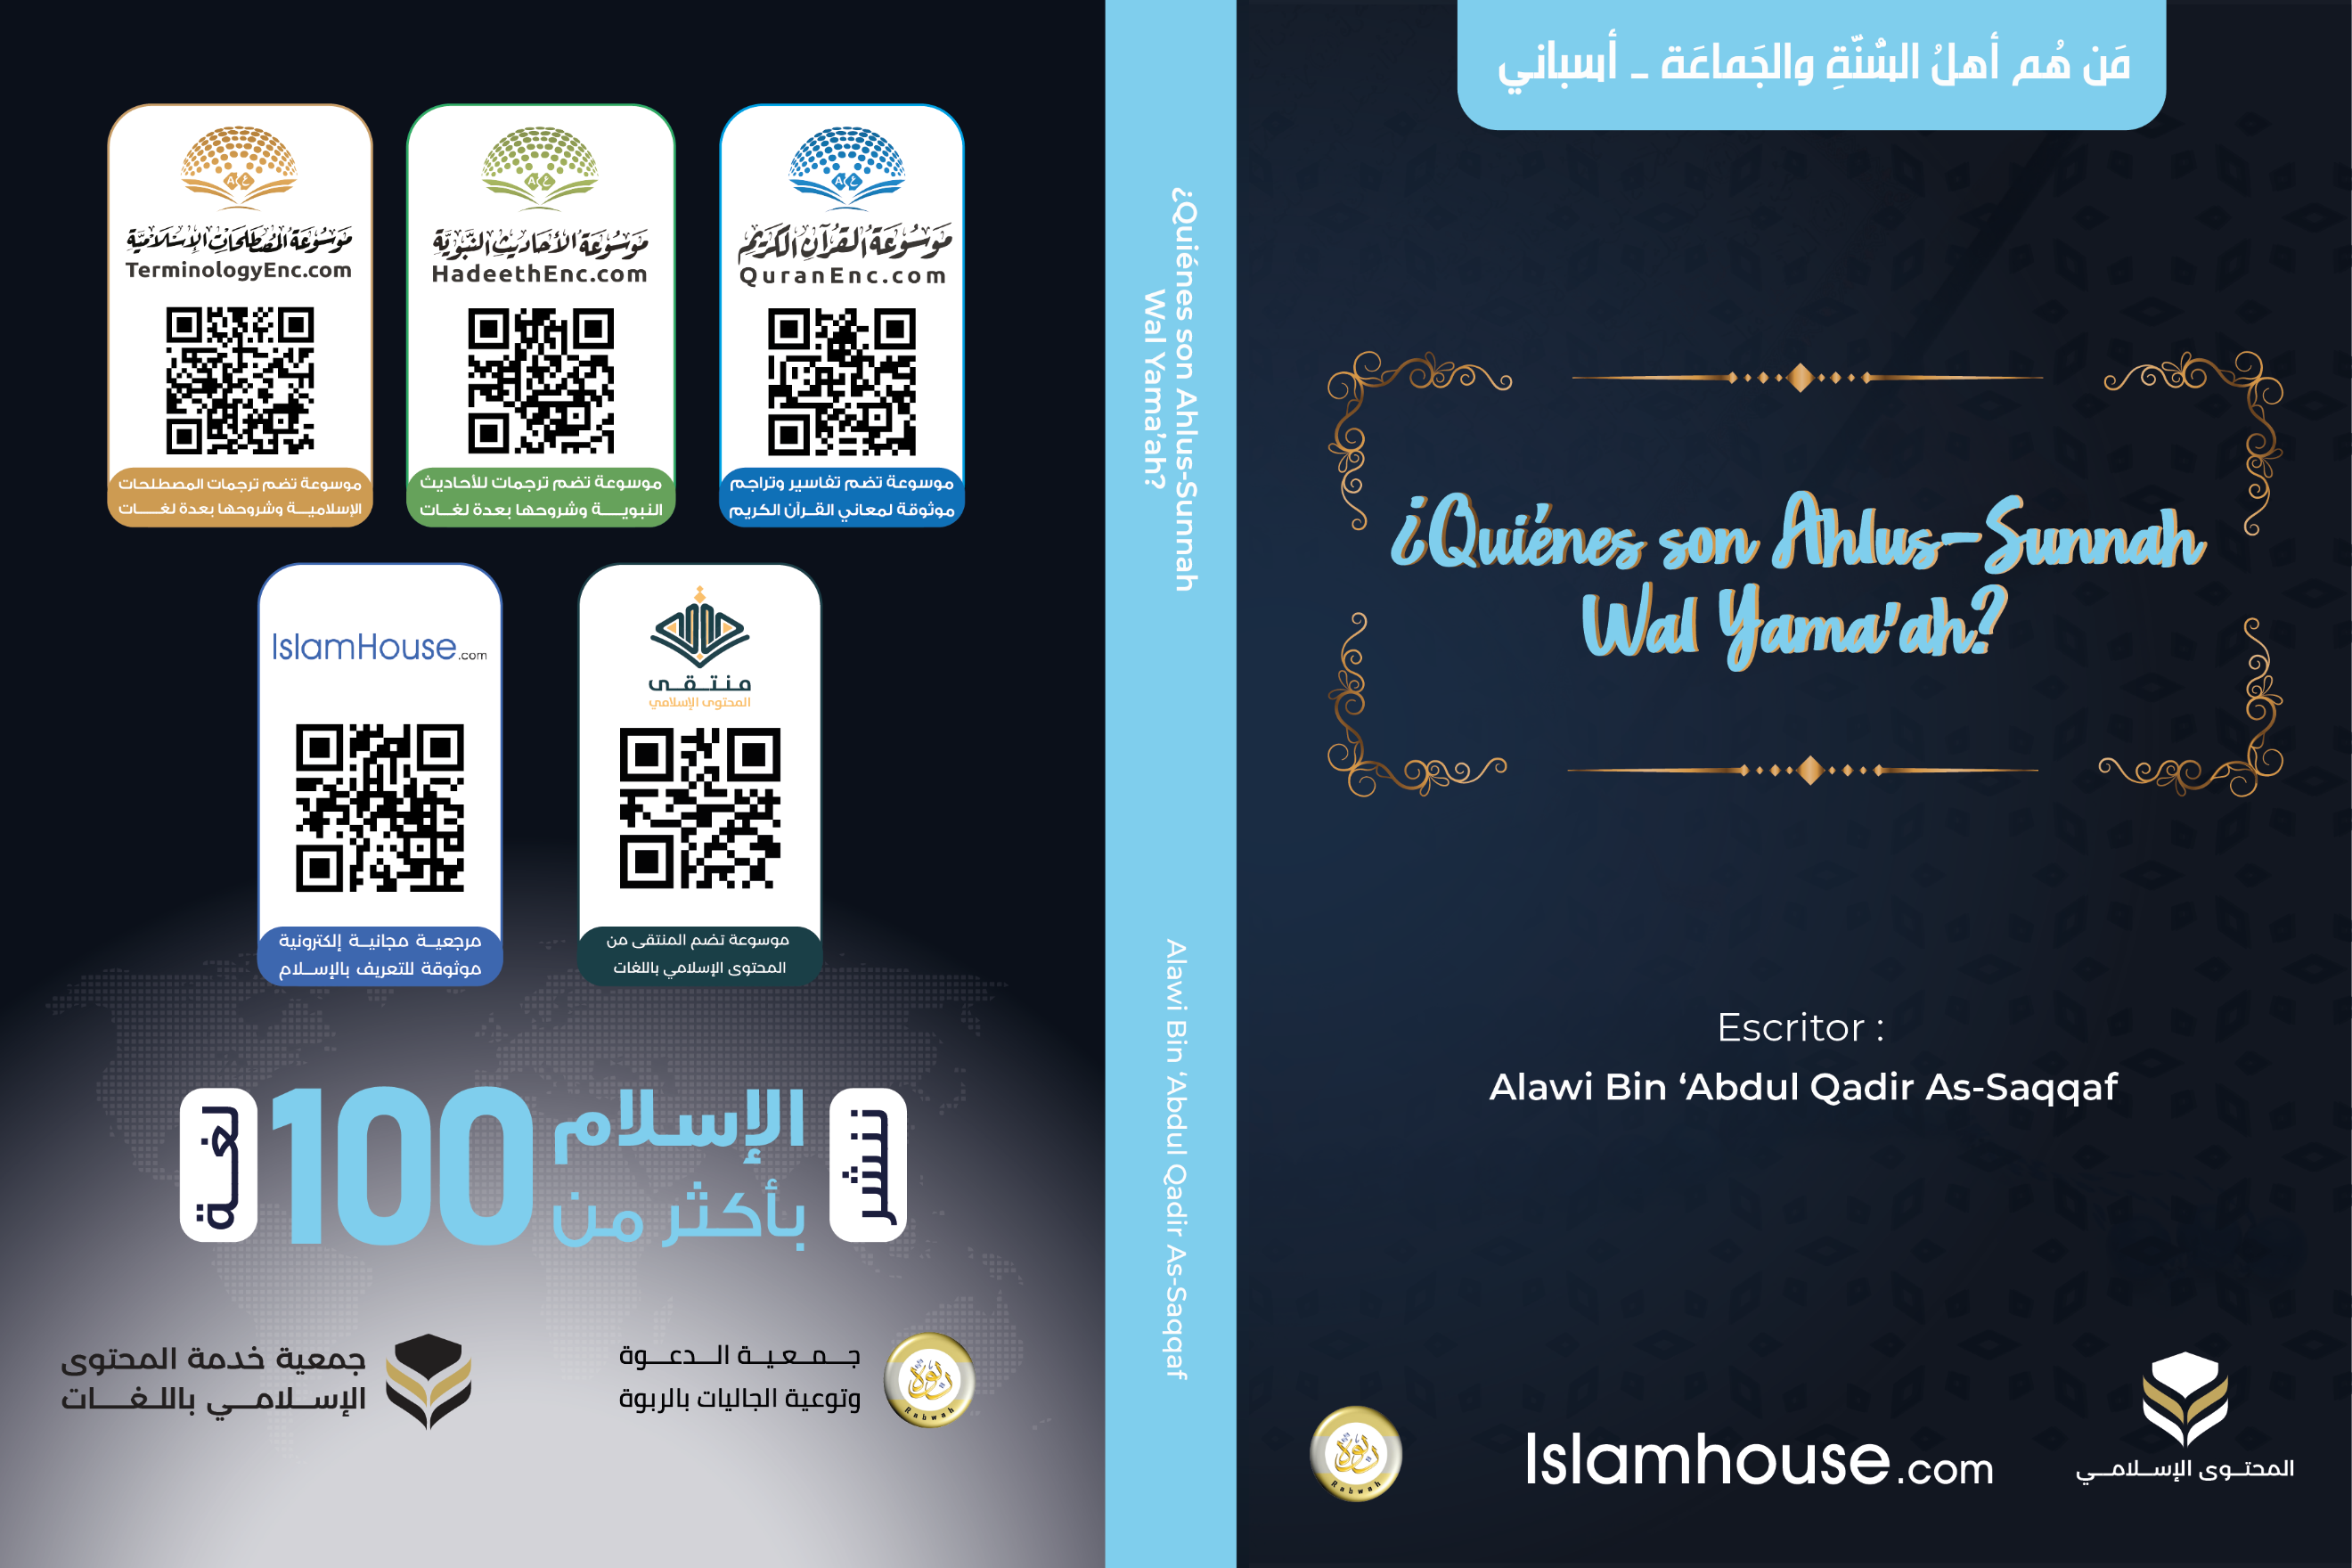 مَن هُم أهلُ السُّنّةِ والجَماعَة - أسباني
¿Quiénes son Ahlus-Sunnah
Wal Yama'ah?
Escritor :
Alawi Bin ‘Abdul Qadir As-Saqqaf
Rabwah
Islamhouse.com
المحتوى الإسلامي
¿Quiénes son Ahlus-Sunnah
Wal Yama’ah?
Alawi Bin ‘Abdul Qadir As-Saqqaf
موسوعة القرآن الكريم
QuranEnc.com
موسوعة تضم تفاسير وتراجم
موثوقة لمعاني القرآن الكريم
موسوعة الأحاديث النبوية
HadeethEnc.com
موسوعة تضم ترجمات للأحاديث
النبوية وشروحها بعدة لغات
موسوعة المصطلحات الإسلامية
TerminologyEnc.com
موسوعة تضم ترجمات المصطلحات
الإسلامية وشروحها بعدة لغات
منتقى
المحتوى الإسلامي
موسوعة تضم المنتقى من
المحتوى الإسلامي باللغات
IslamHouse.com
مرجعية مجانية إلكترونية
موثوقة للتعريف بالإسلام
ننشر
الإسلام
بأكثر من
100
لغة
ربوة
Rabwah
جمعية الدعوة
وتوعية الجاليات بالربوة
جمعية خدمة المحتوى
الإسلامي باللغات